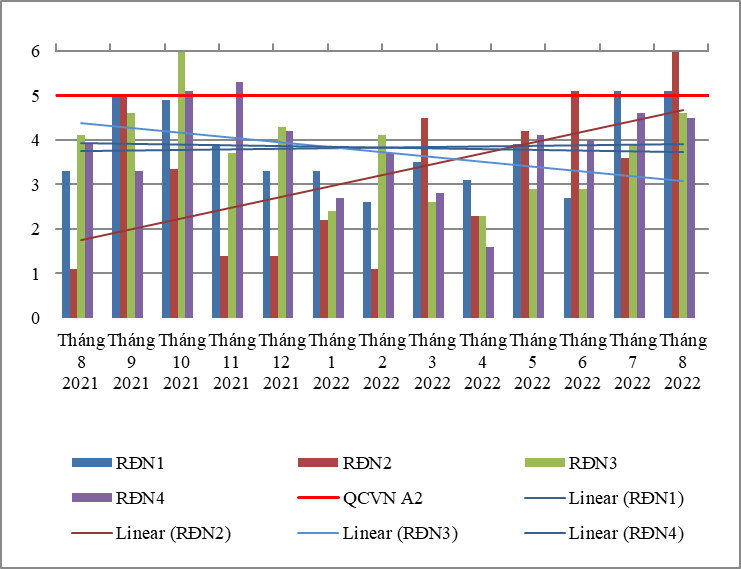 6
5
4
3
2
1
0
Tháng Tháng Tháng Tháng Tháng Tháng Tháng Tháng Tháng Tháng Tháng Tháng Tháng
8 9 10 11 12 1 2 3 4 5 6 7 8
2021 2021 2021 2021 2021 2022 2022 2022 2022 2022 2022 2022 2022
RĐN1 RĐN2 RĐN3
RĐN4 QCVN A2 Linear (RĐN1)
Linear (RĐN2) Linear (RĐN3) Linear (RĐN4)